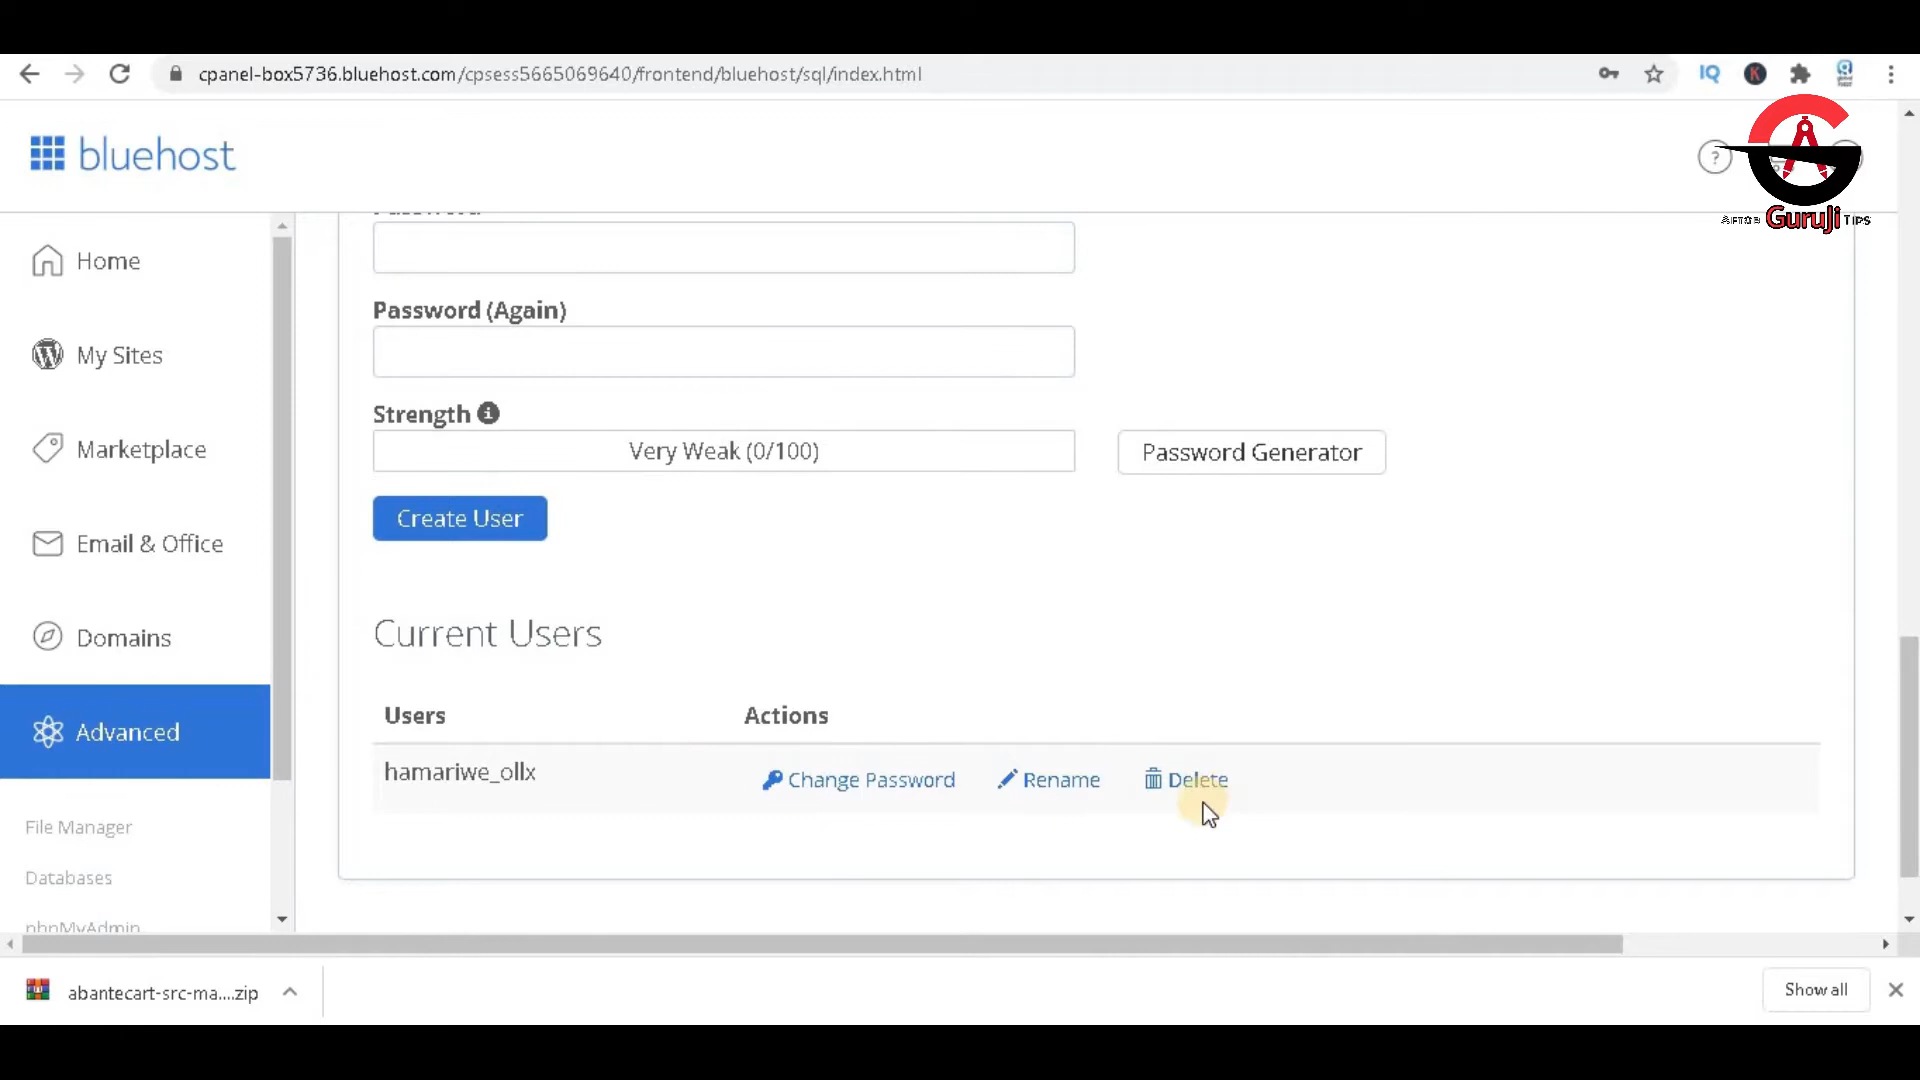 cpanel-box5736.bluehost.com/cpsess5665069640/frontend/bluehost/sql/index.html
IQ
K
bluehost
?
GuruJi TIPS
Home
My Sites
Marketplace
Email & Office
Domains
Advanced
File Manager
Databases
phpMyAdmin
Password
Password (Again)
Strength
Very Weak (0/100)
Password Generator
Create User
Current Users
Users
Actions
hamariwe_ollx
Change Password
Rename
Delete
abantecart-src-ma....zip
Show all